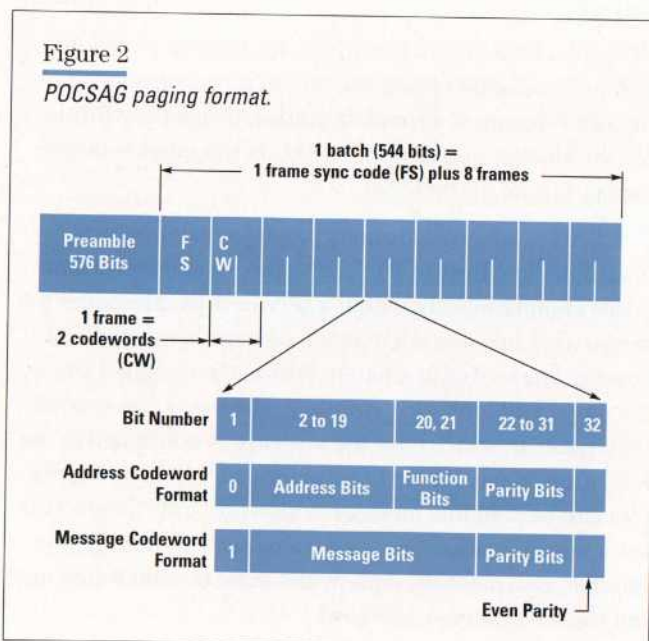 Figure 2
POCSAG paging format.
1 batch (544 bits) =
1 frame sync code (FS) plus 8 frames
Preamble
576 Bits
F
S
C
W
1 frame =
2 codewords
(CW)
Bit Number
1
2 to 19
20, 21
22 to 31
32
Address Codeword
Format
0
Address Bits
Function
Bits
Parity Bits
Message Codeword
Format
1
Message Bits
Parity Bits
Even Parity